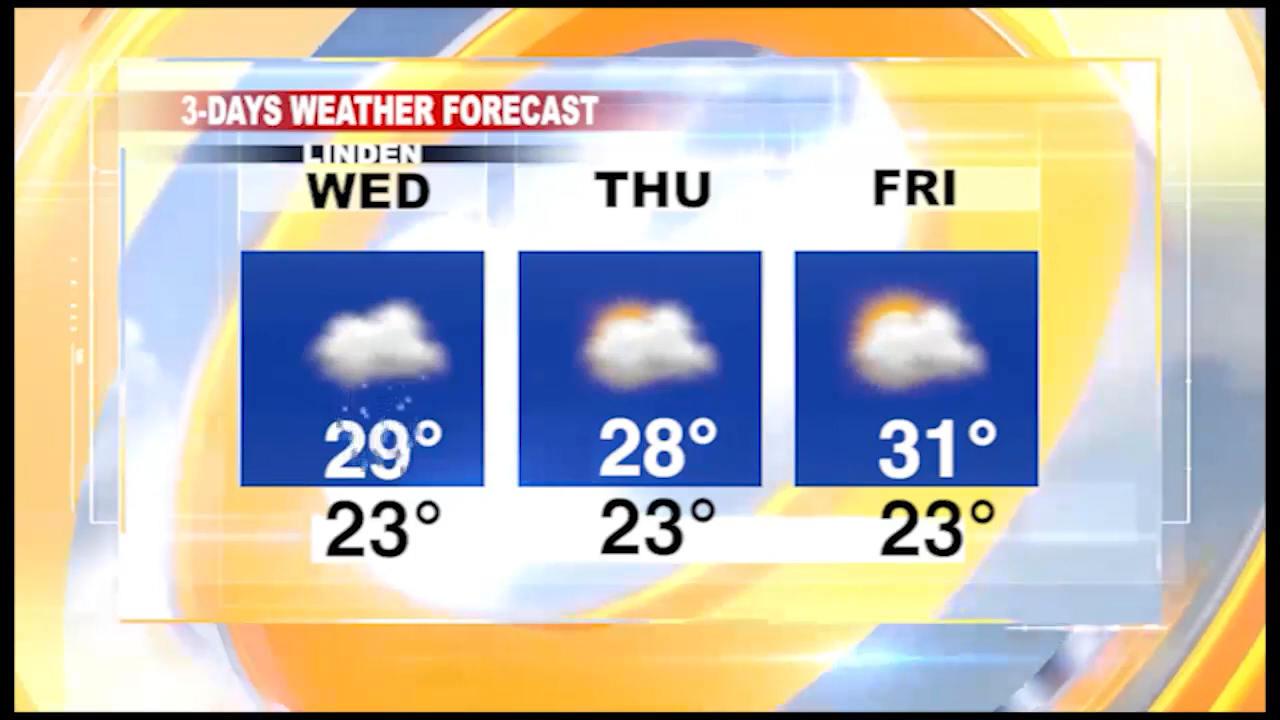 3-DAYS WEATHER FORECAST
LINDEN
WED THU FRI
29° 28° 31°
23° 23° 23°